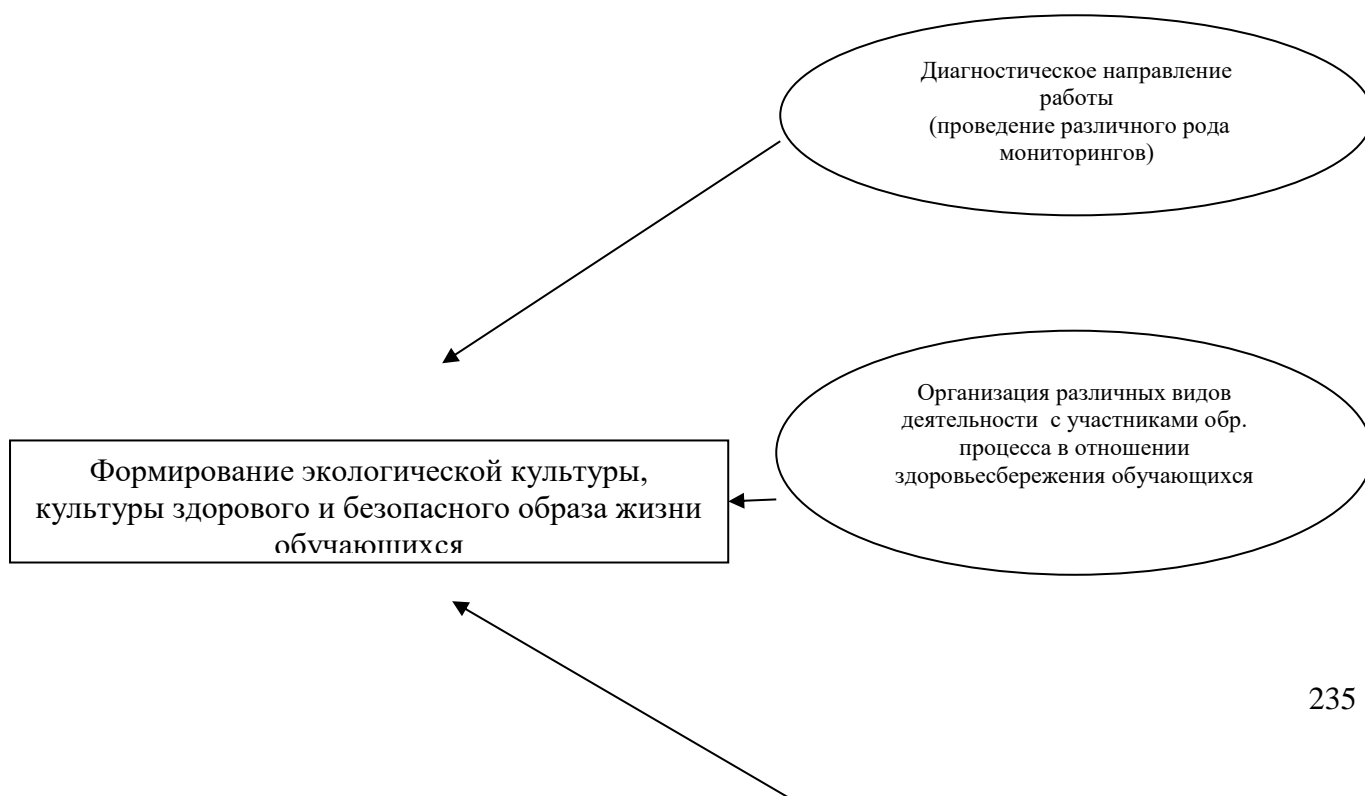 Диагностическое направление
работы
(проведение различного рода
мониторингов)
Организация различных видов
деятельности с участниками обр.
процесса в отношении
здоровьесбережения обучающихся
Формирование экологической культуры,
культуры здорового и безопасного образа жизни
обучающихся
235